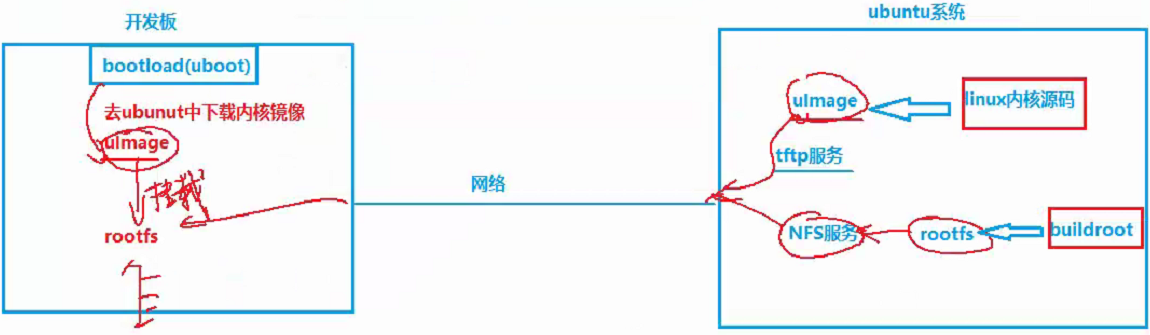 开发板
bootload(uboot)
去ubunut中下载内核镜像
uImage
挂载
rootfs
网络
ubuntu系统
uImage
linux内核源码
tftp服务
NFS服务
rootfs
buildroot